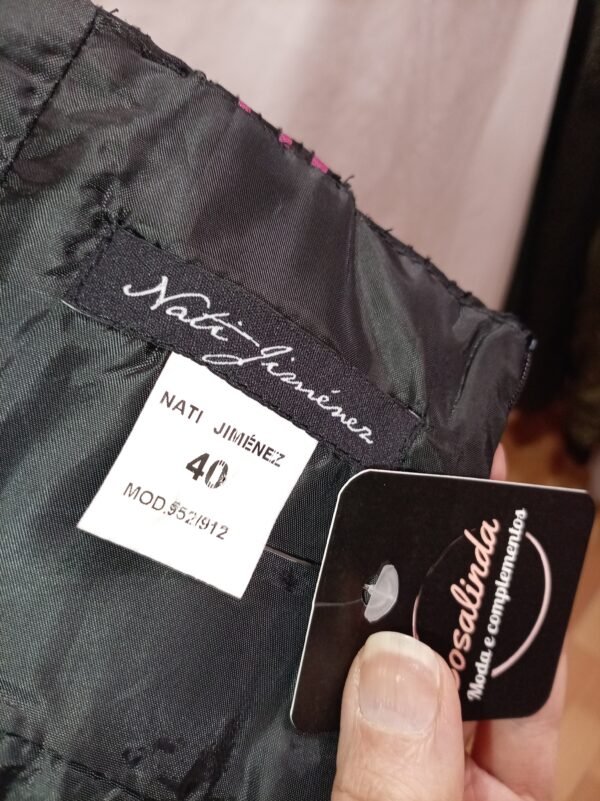 Nati Jiménez
NATI JIMÉNEZ
40
MOD.952/912
osalinda
Moda e complementos